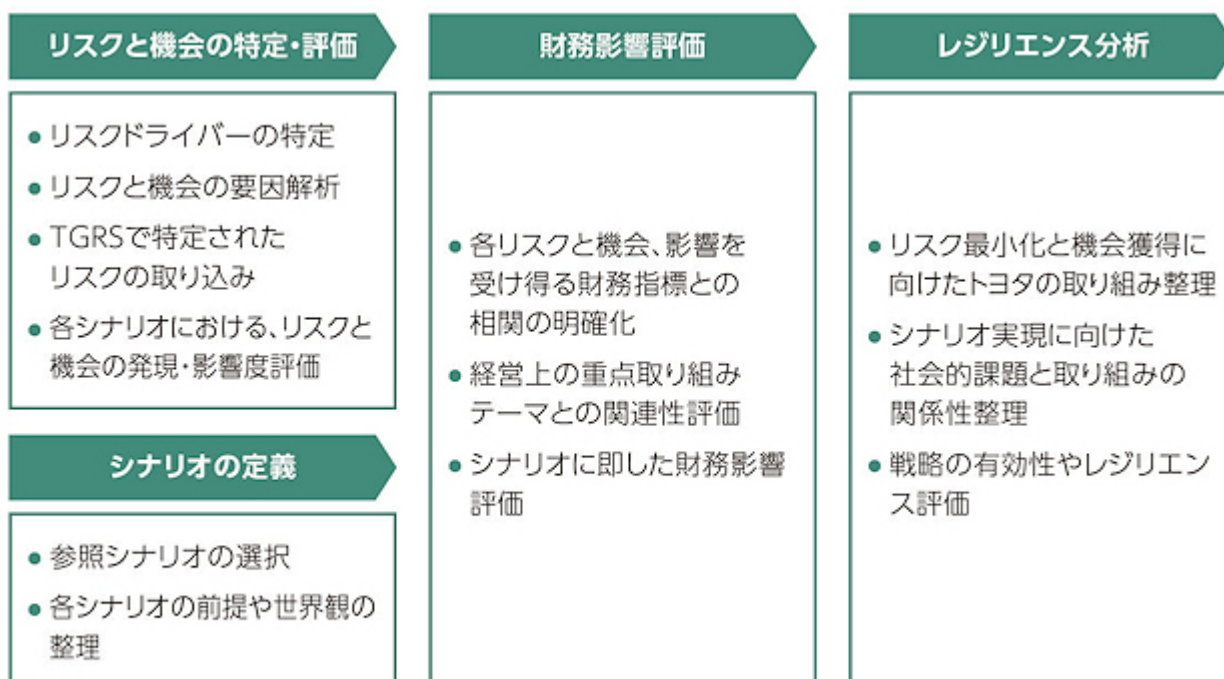 リスクと機会の特定・評価
● リスクドライバーの特定
● リスクと機会の要因解析
● TGRSで特定された
リスクの取り込み
● 各シナリオにおける、リスクと
機会の発現・影響度評価
シナリオの定義
● 参照シナリオの選択
● 各シナリオの前提や世界観の
整理
財務影響評価
● 各リスクと機会、影響を
受け得る財務指標との
相関の明確化
● 経営上の重点取り組み
テーマとの関連性評価
● シナリオに即した財務影響
評価
レジリエンス分析
● リスク最小化と機会獲得に
向けたトヨタの取り組み整理
● シナリオ実現に向けた
社会的課題と取り組みの
関係性整理
● 戦略の有効性やレジリエン
ス評価